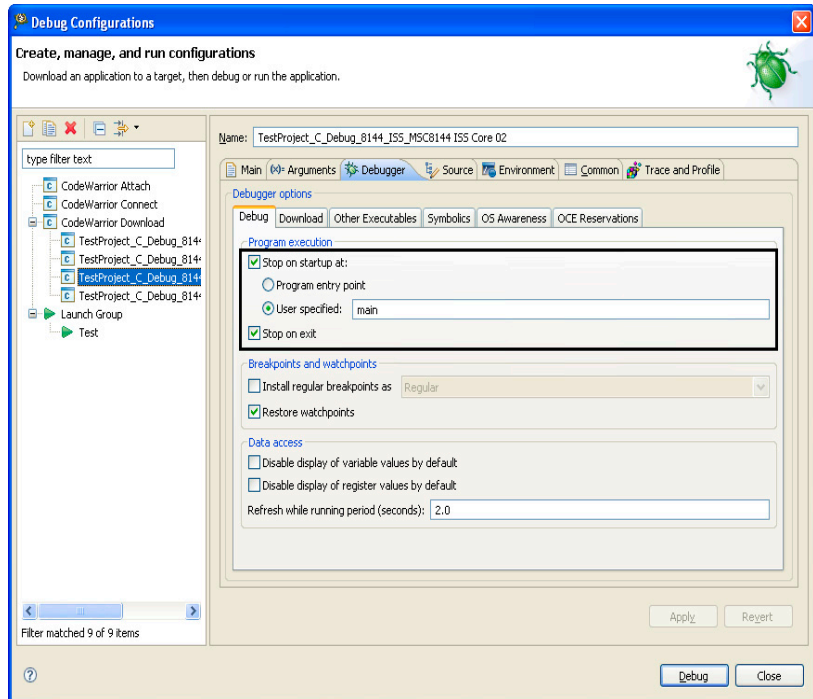 Debug Configurations
Create, manage, and run configurations
Download an application to a target, then debug or run the application.
type filter text
CodeWarrior Attach
CodeWarrior Connect
CodeWarrior Download
TestProject_C_Debug_814
TestProject_C_Debug_814
TestProject_C_Debug_814
TestProject_C_Debug_814
Launch Group
Test
Filter matched 9 of 9 items
Name: TestProject_C_Debug_8144_ISS_MSC8144 ISS Core 02
Main (x)= Arguments Debugger Source Environment Common Trace and Profile
Debugger options
Debug Download Other Executables Symbolics OS Awareness OCE Reservations
Program execution
Stop on startup at:
Program entry point
User specified: main
Stop on exit
Breakpoints and watchpoints
Install regular breakpoints as Regular
Restore watchpoints
Data access
Disable display of variable values by default
Disable display of register values by default
Refresh while running period (seconds): 2.0
Apply Revert
? Debug Close